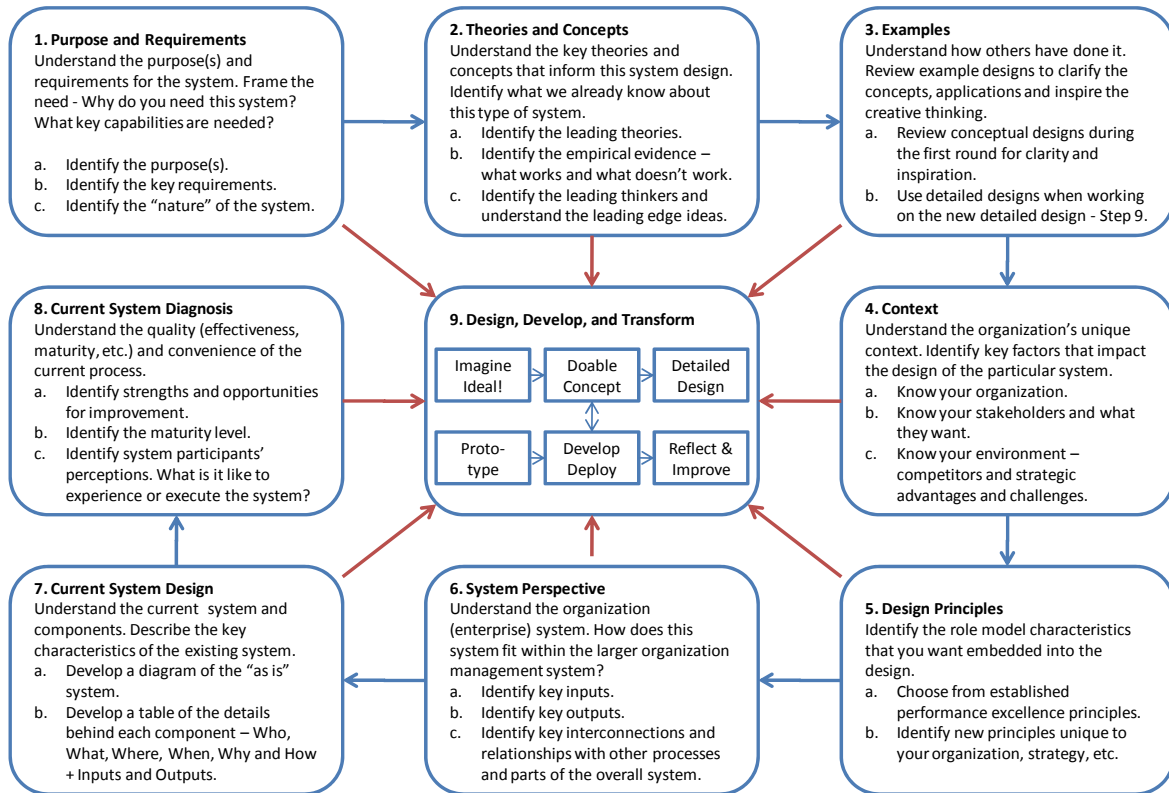 1. Purpose and Requirements
Understand the purpose(s) and
requirements for the system. Frame the
need - Why do you need this system?
What key capabilities are needed?
a. Identify the purpose(s).
b. Identify the key requirements.
c. Identify the “nature” of the system.
2. Theories and Concepts
Understand the key theories and
concepts that inform this system design.
Identify what we already know about
this type of system.
a. Identify the leading theories.
b. Identify the empirical evidence –
what works and what doesn’t work.
c. Identify the leading thinkers and
understand the leading edge ideas.
3. Examples
Understand how others have done it.
Review example designs to clarify the
concepts, applications and inspire the
creative thinking.
a. Review conceptual designs during
the first round for clarity and
inspiration.
b. Use detailed designs when working
on the new detailed design - Step 9.
8. Current System Diagnosis
Understand the quality (effectiveness,
maturity, etc.) and convenience of the
current process.
a. Identify strengths and opportunities
for improvement.
b. Identify the maturity level.
c. Identify system participants’
perceptions. What is it like to
experience or execute the system?
9. Design, Develop, and Transform
Imagine
Ideal!
Doable
Concept
Detailed
Design
Proto-
type
Develop
Deploy
Reflect &
Improve
4. Context
Understand the organization’s unique
context. Identify key factors that impact
the design of the particular system.
a. Know your organization.
b. Know your stakeholders and what
they want.
c. Know your environment –
competitors and strategic
advantages and challenges.
7. Current System Design
Understand the current system and
components. Describe the key
characteristics of the existing system.
a. Develop a diagram of the “as is”
system.
b. Develop a table of the details
behind each component – Who,
What, Where, When, Why and How
+ Inputs and Outputs.
6. System Perspective
Understand the organization
(enterprise) system. How does this
system fit within the larger organization
management system?
a. Identify key inputs.
b. Identify key outputs.
c. Identify key interconnections and
relationships with other processes
and parts of the overall system.
5. Design Principles
Identify the role model characteristics
that you want embedded into the
design.
a. Choose from established
performance excellence principles.
b. Identify new principles unique to
your organization, strategy, etc.